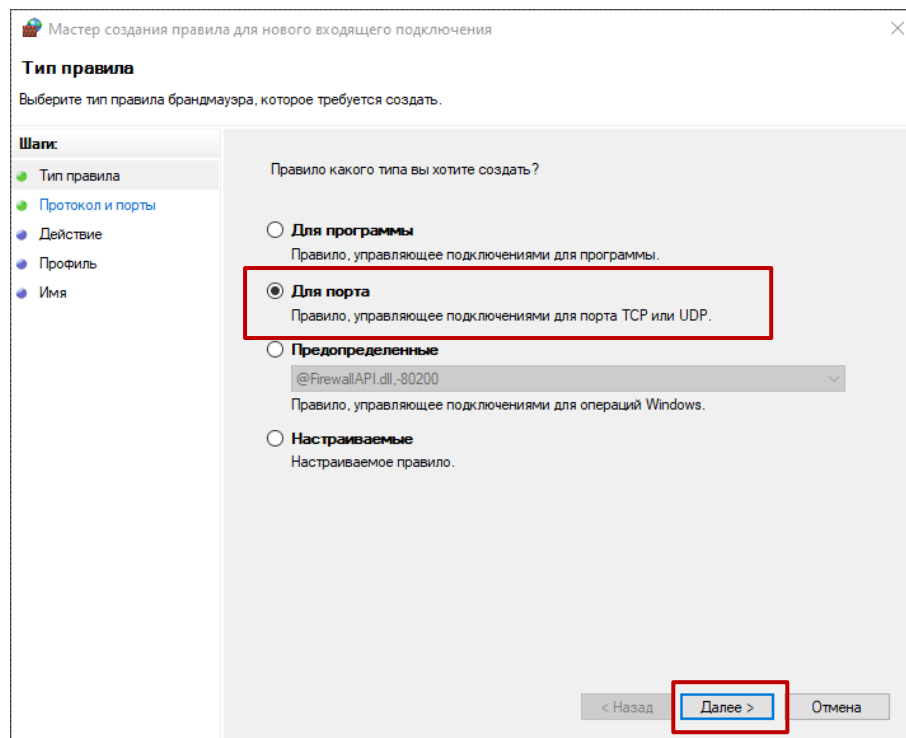 Мастер создания правила для нового входящего подключения
Тип правила
Выберите тип правила брандмауэра, которое требуется создать.
Шаги:
Тип правила
Протокол и порты
Действие
Профиль
Имя
Правило какого типа вы хотите создать?
Для программы
Правило, управляющее подключениями для программы.
Для порта
Правило, управляющее подключениями для порта TCP или UDP.
Предопределенные
@FirewallAPI.dll,-80200
Правило, управляющее подключениями для операций Windows.
Настраиваемые
Настраиваемое правило.
< Назад
Далее >
Отмена